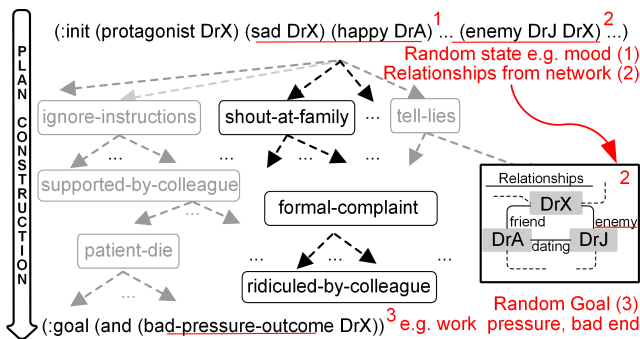 (:init (protagonist DrX) (sad DrX) (happy DrA)1... (enemy DrJ DrX)2...)
Random state e.g. mood (1)
Relationships from network (2)
PLAN CONSTRUCTION
ignore-instructions
shout-at-family
...
tell-lies
...
...
...
...
supported-by-colleague
...
formal-complaint
patient-die
...
...
...
...
ridiculed-by-colleague
2
Relationships
DrX
friend
enemy
DrA
DrJ
dating
Random Goal (3)
(:goal (and (bad-pressure-outcome DrX))3 e.g. work pressure, bad end